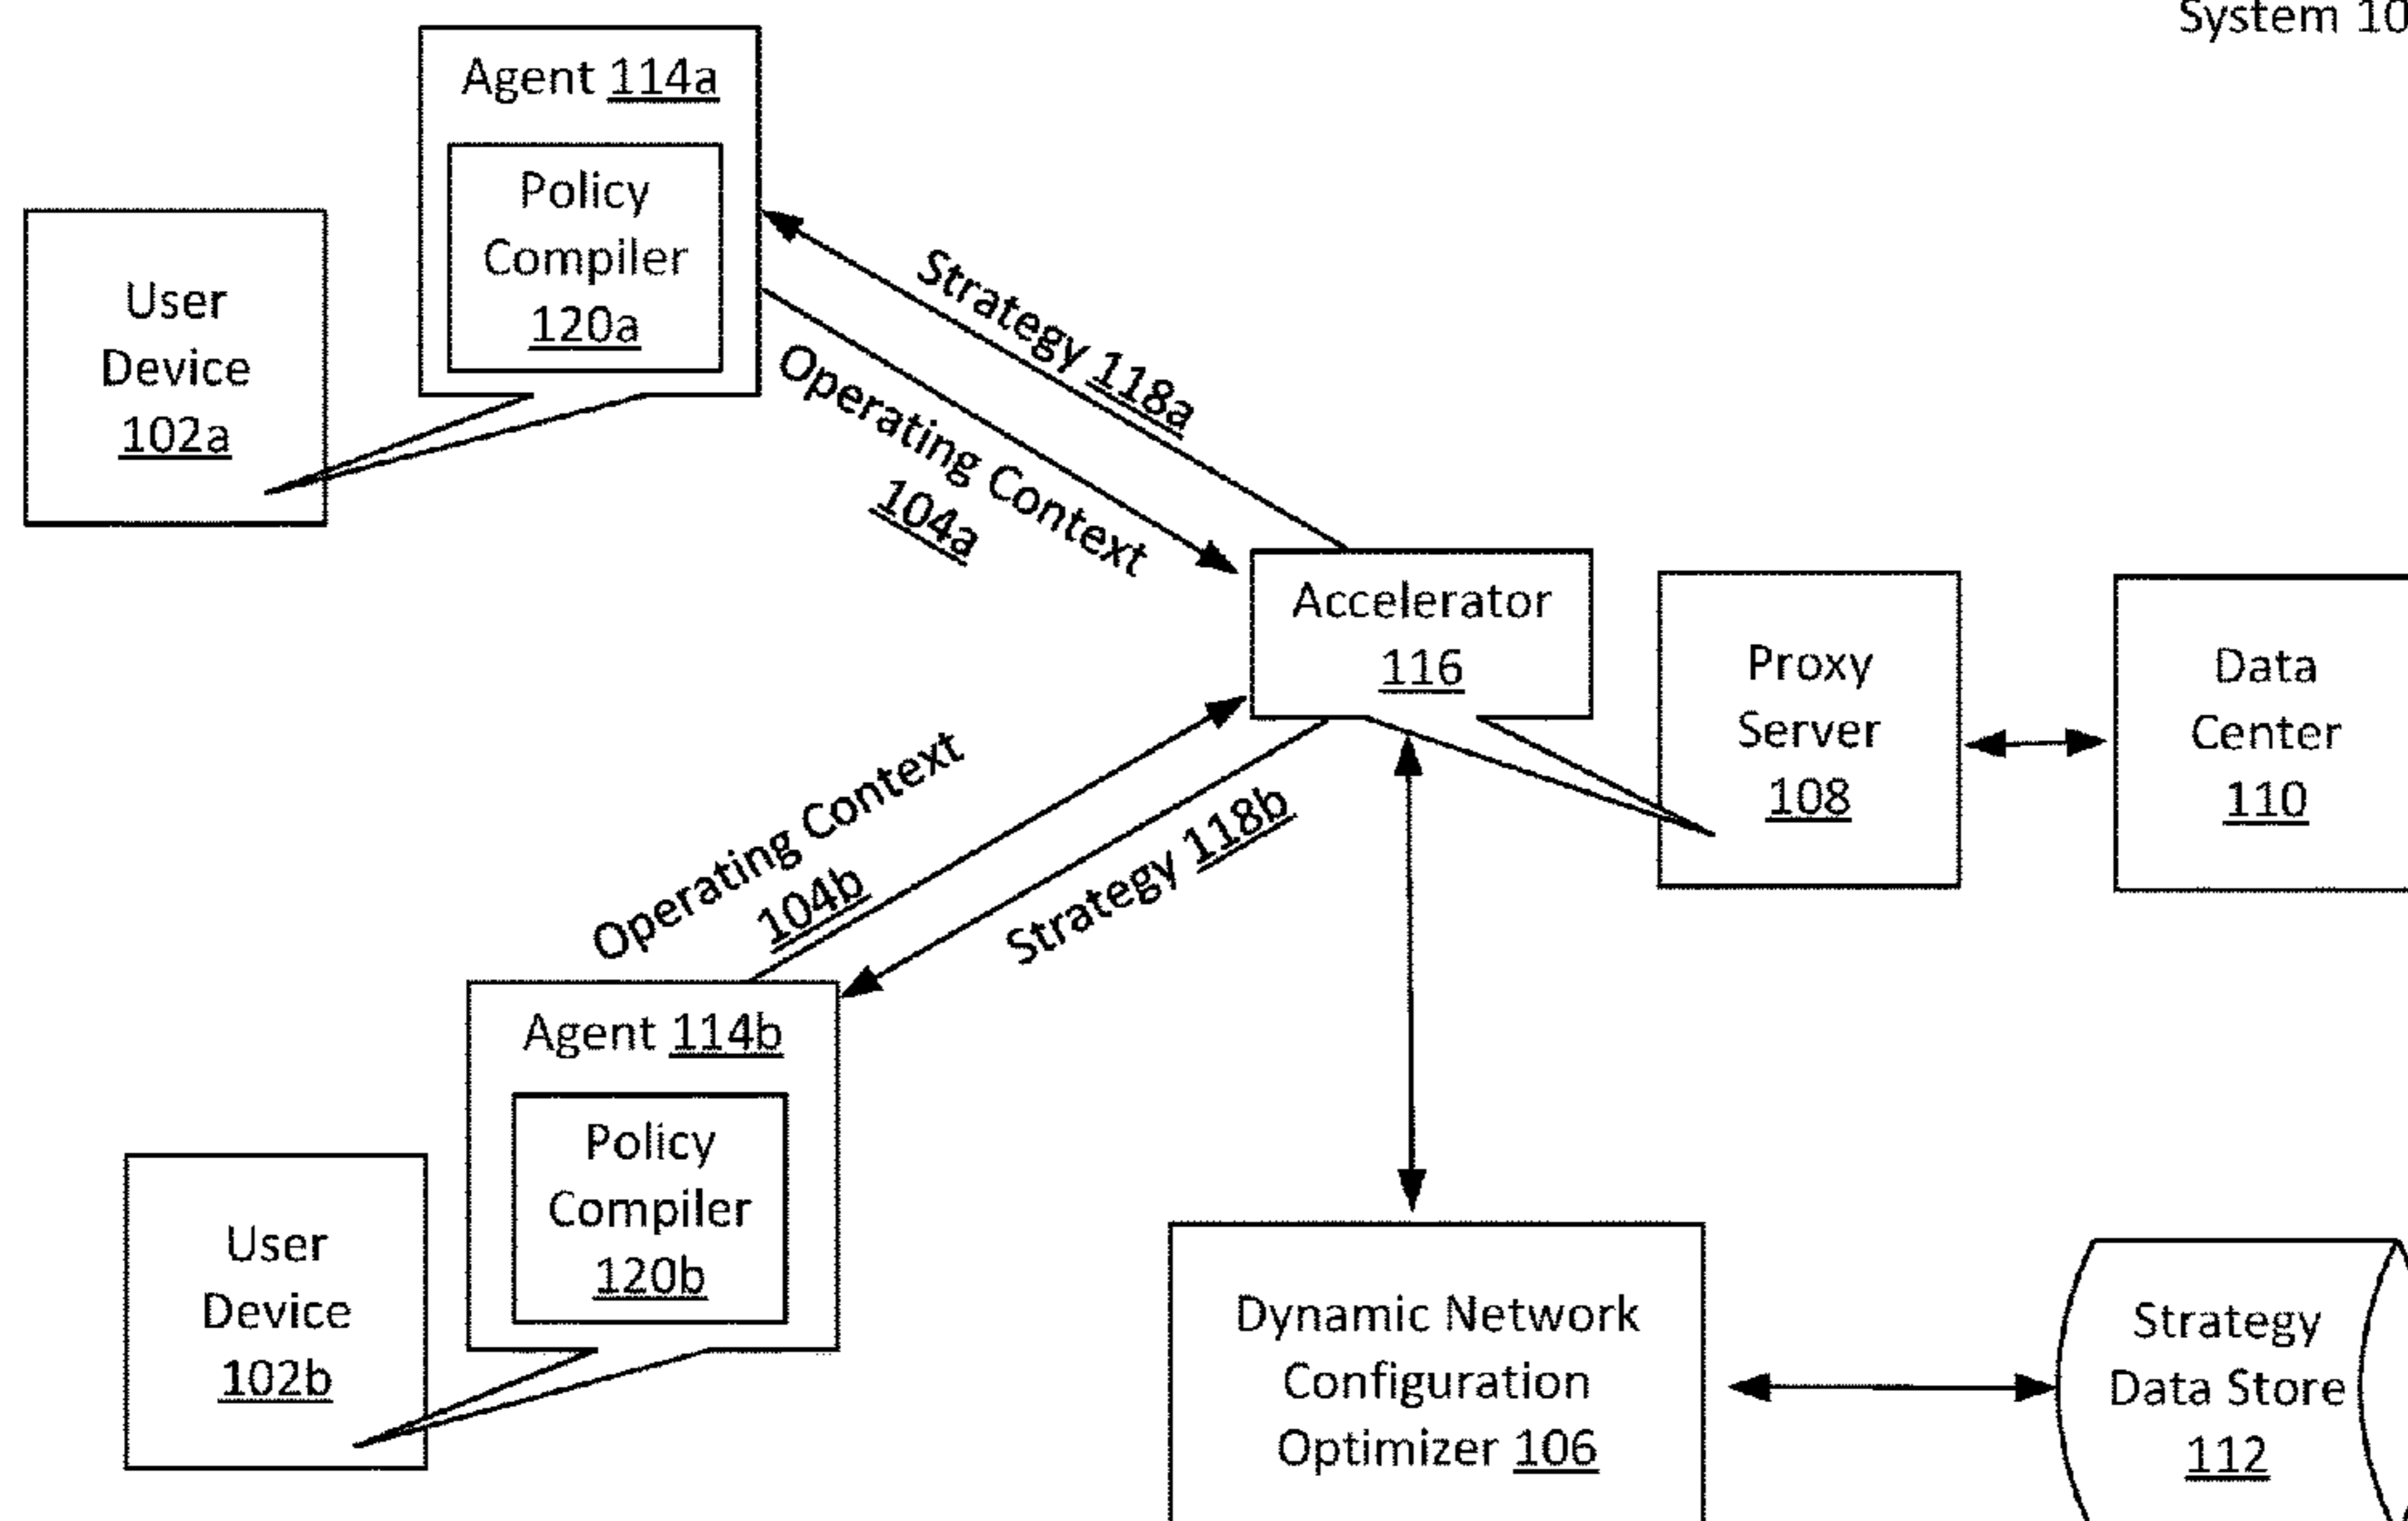 System 10
Agent 114a
Policy
Compiler
120a
User
Device
102a
Strategy 118a
Operating Context
104a
Accelerator
116
Proxy
Server
108
Data
Center
110
Operating Context
104b
Strategy 118b
Agent 114b
Policy
Compiler
120b
User
Device
102b
Dynamic Network
Configuration
Optimizer 106
Strategy
Data Store
112